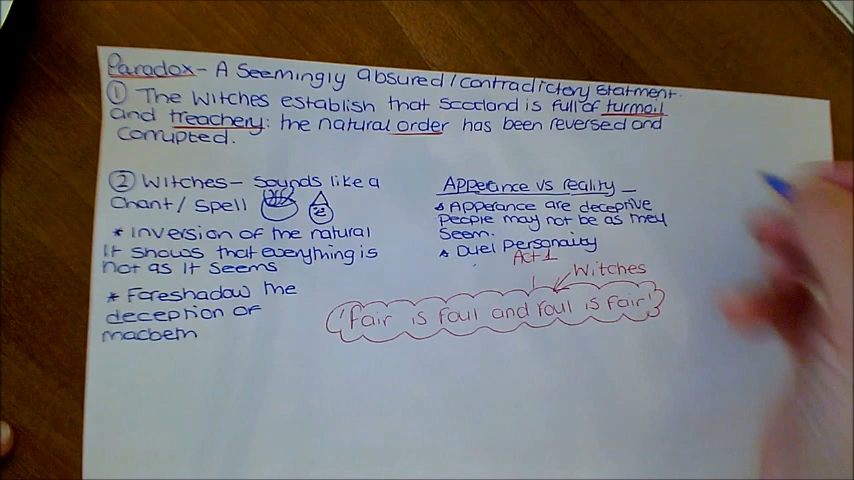 Paradox - A seemingly absured / contradictory statment.
① The witches establish that Scotland is full of turmoil
and treachery: the natural order has been reversed and
corrupted.
② Witches - sounds like a
chant / spell
* Inversion of the natural
It shows that everything is
not as it seems
* Foreshadow the
deception of
macbeth
Apperance vs reality -
* Apperance are deceptive
People may not be as they
seem.
* Duel personality
Act 1
Witches
'Fair is foul and foul is fair'